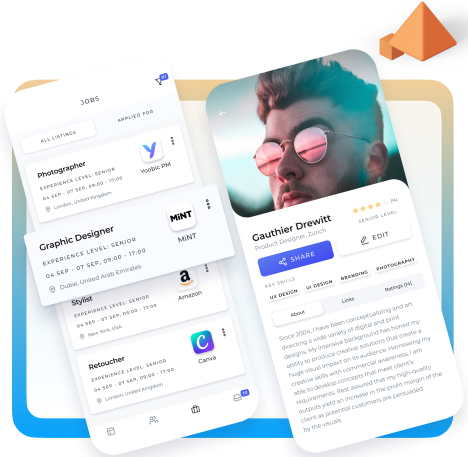 JOBS
ALL LISTINGS
APPLIED FOR
Photographer
EXPERIENCE LEVEL: SENIOR
04 SEP - 07 SEP, 09:00 - 17:00
London, United Kingdom
Yoobic PM
Graphic Designer
EXPERIENCE LEVEL: SENIOR
04 SEP - 07 SEP, 09:00 - 17:00
Dubai, United Arab Emirates
MiNT
MINT
Stylist
EXPERIENCE LEVEL: SENIOR
04 SEP - 07 SEP, 09:00 - 17:00
New York, USA
a
Amazon
Retoucher
EXPERIENCE LEVEL: SENIOR
04 SEP - 07 SEP, 09:00 - 17:00
London, United Kingdom
C
Canva
Gauthier Drewitt
Product Designer, Zurich
(14)
SENIOR LEVEL
SHARE
EDIT
KEY SKILLS
UX DESIGN
UI DESIGN
BRANDING
PHOTOGRAPHY
About
Links
Ratings (14)
Since 2004, I have been conceptualizing and art
directing a wide variety of digital and print
designs. My intensive background has honed my
ability to produce creative solutions that create a
huge visual impact on its audience. Harnessing my
creative skills with commercial awareness, I am
able to develop concepts that meet client's
requirements. Rest assured that my high-quality
outputs yield an increase in the profit margin of the
client as potential customers are persuaded
by the visuals.